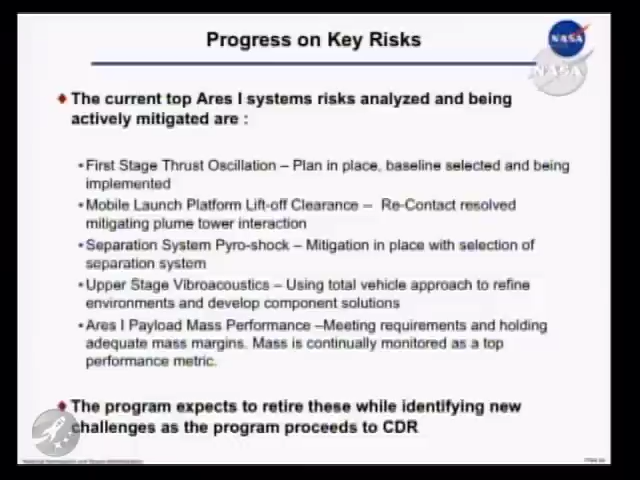 Progress on Key Risks
NASA
NASA
The current top Ares I systems risks analyzed and being
actively mitigated are :
First Stage Thrust Oscillation – Plan in place, baseline selected and being
implemented
Mobile Launch Platform Lift-off Clearance – Re-Contact resolved
mitigating plume tower interaction
Separation System Pyro-shock – Mitigation in place with selection of
separation system
Upper Stage Vibroacoustics – Using total vehicle approach to refine
environments and develop component solutions
Ares I Payload Mass Performance –Meeting requirements and holding
adequate mass margins. Mass is continually monitored as a top
performance metric.
The program expects to retire these while identifying new
challenges as the program proceeds to CDR
National Aeronautics and Space Administration